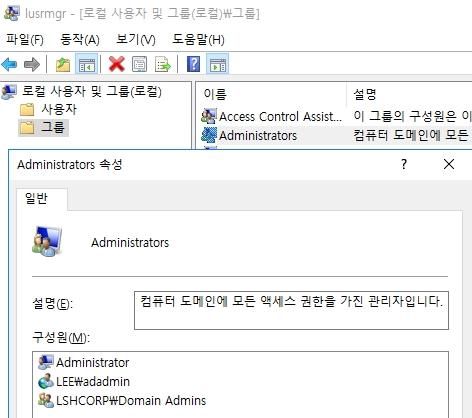 lusrmgr - [로컬 사용자 및 그룹(로컬)₩그룹]
파일(F) 동작(A) 보기(V) 도움말(H)
로컬 사용자 및 그룹(로컬)
사용자
그룹
이름 설명
Access Control Assist... 이 그룹의 구성원은 이
Administrators 컴퓨터 도메인에 모든
Administrators 속성
일반
Administrators
설명(E): 컴퓨터 도메인에 모든 액세스 권한을 가진 관리자입니다.
구성원(M):
Administrator
LEE₩adadmin
LSHCORP₩Domain Admins